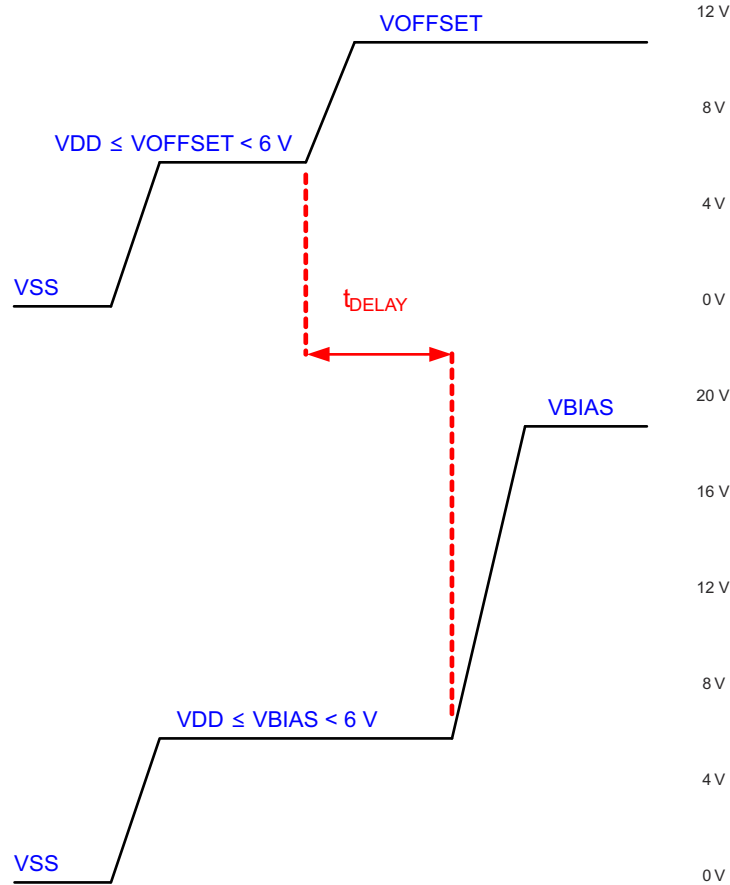 12 V
VOFFSET
8 V
VDD ≤ VOFFSET < 6 V
4 V
VSS
tDELAY
0 V
20 V
VBIAS
16 V
12 V
8 V
VDD ≤ VBIAS < 6 V
4 V
VSS
0 V